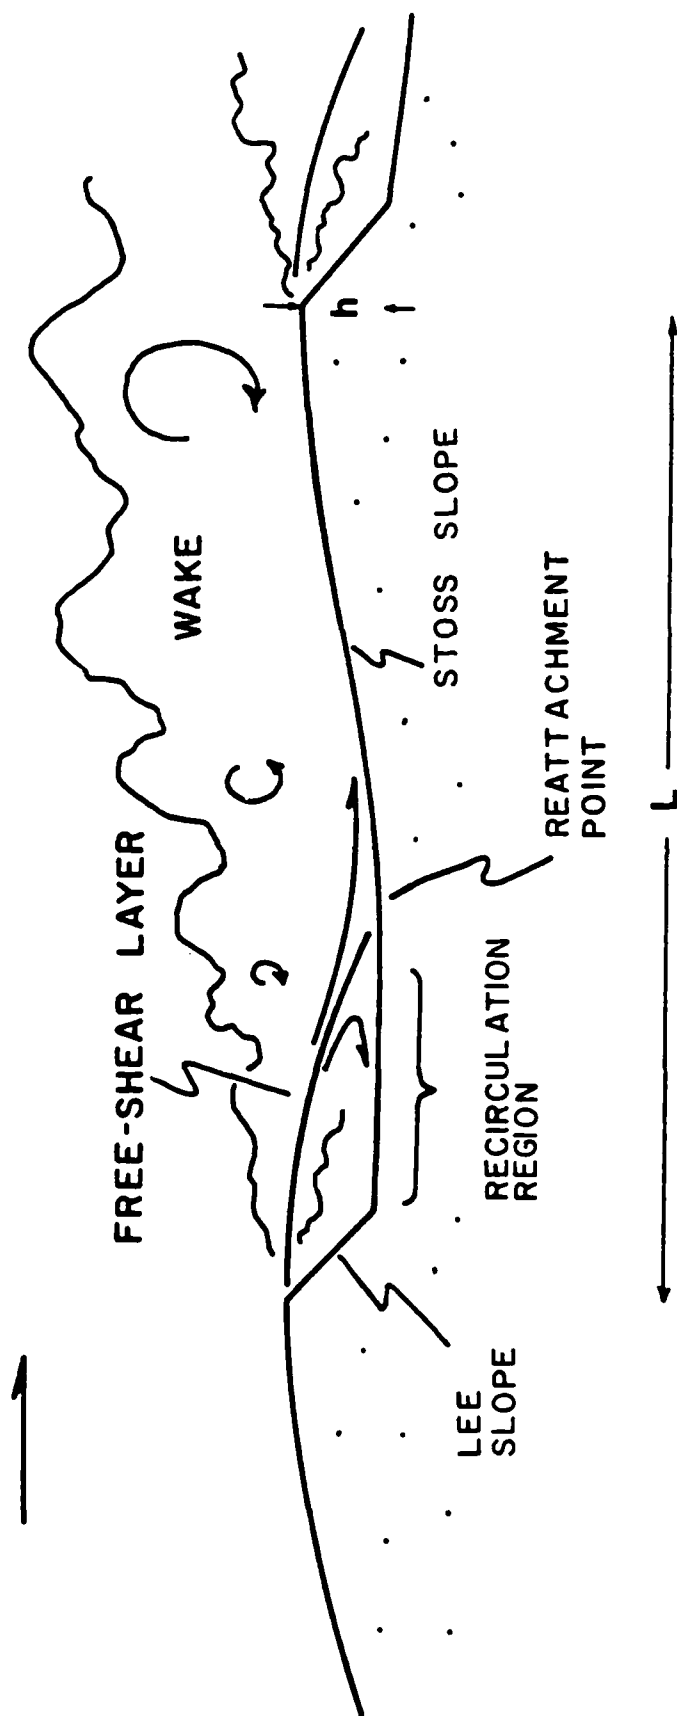 FREE-SHEAR LAYER
WAKE
h
STOSS SLOPE
REATTACHMENT
POINT
RECIRCULATION
REGION
LEE
SLOPE
L